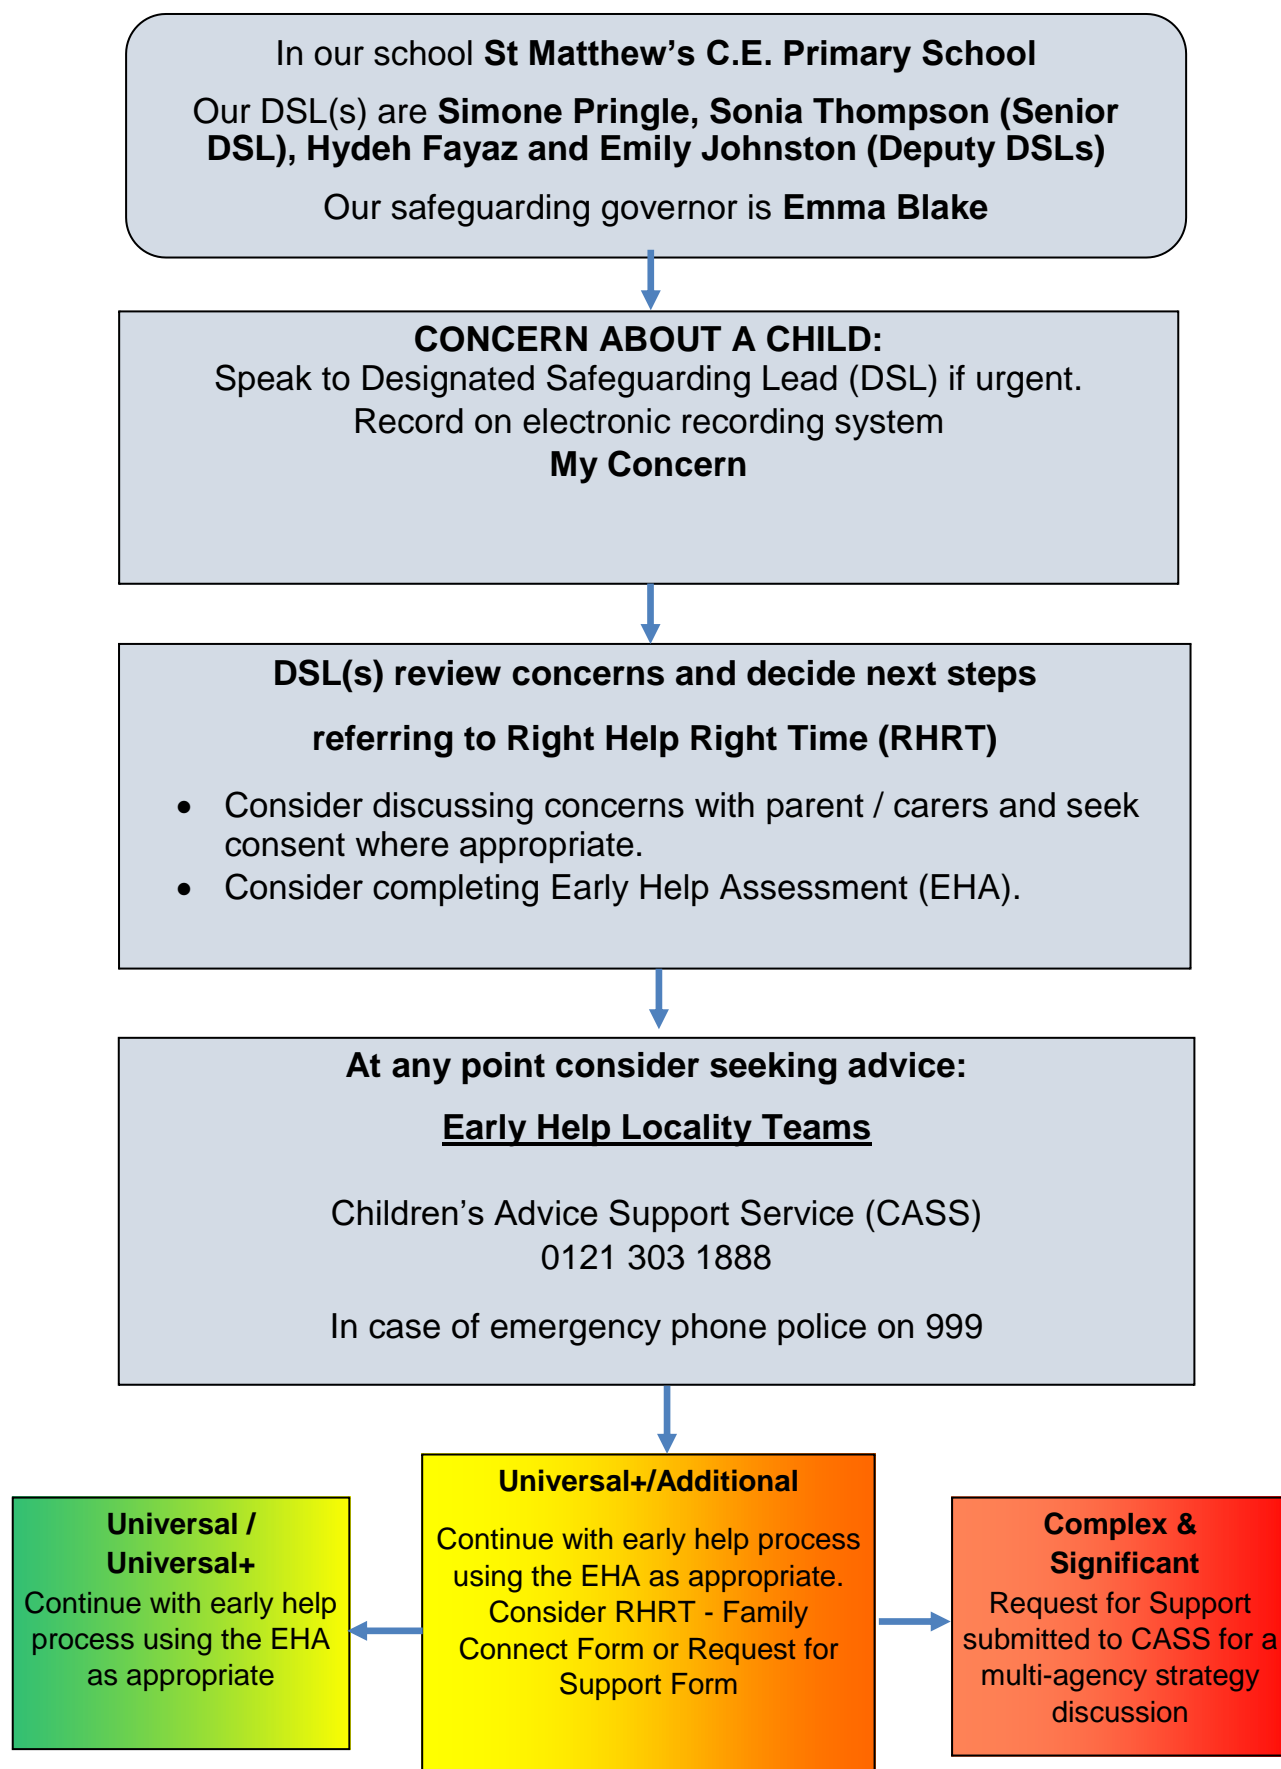 In our school St Matthew’s C.E. Primary School
Our DSL(s) are Simone Pringle, Sonia Thompson (Senior
DSL), Hydeh Fayaz and Emily Johnston (Deputy DSLs)
Our safeguarding governor is Emma Blake
CONCERN ABOUT A CHILD:
Speak to Designated Safeguarding Lead (DSL) if urgent.
Record on electronic recording system
My Concern
DSL(s) review concerns and decide next steps
referring to Right Help Right Time (RHRT)
• Consider discussing concerns with parent / carers and seek
consent where appropriate.
• Consider completing Early Help Assessment (EHA).
At any point consider seeking advice:
Early Help Locality Teams
Children’s Advice Support Service (CASS)
0121 303 1888
In case of emergency phone police on 999
Universal /
Universal+
Continue with early help
process using the EHA
as appropriate
Universal+/Additional
Continue with early help process
using the EHA as appropriate.
Consider RHRT - Family
Connect Form or Request for
Support Form
Complex &
Significant
Request for Support
submitted to CASS for a
multi-agency strategy
discussion